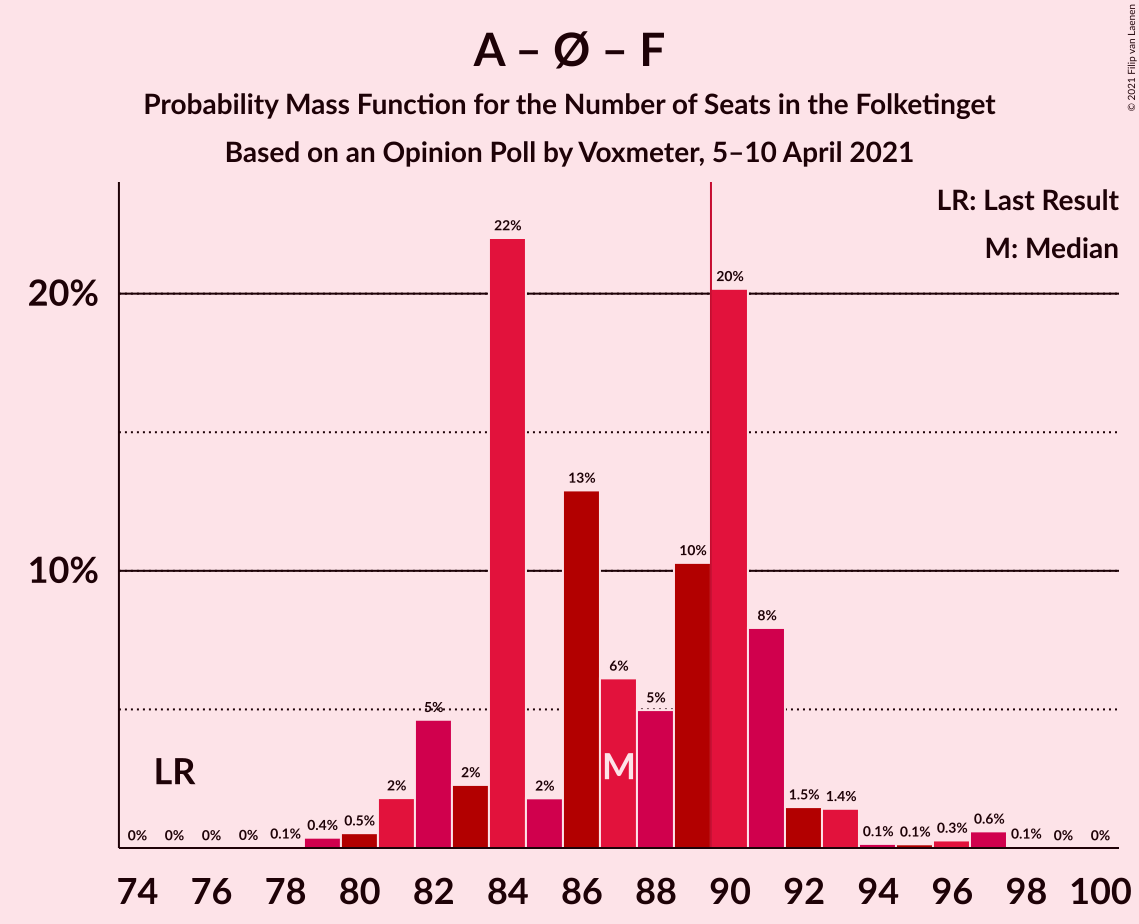 A – Ø – F
Probability Mass Function for the Number of Seats in the Folketinget
Based on an Opinion Poll by Voxmeter, 5–10 April 2021
© 2021 Filip van Laenen
LR: Last Result
M: Median
20%
10%
LR
M
0% 0% 0% 0% 0.1% 0.4% 0.5% 2% 5% 2% 22% 2% 13% 6% 5% 10% 20% 8% 1.5% 1.4% 0.1% 0.1% 0.3% 0.6% 0.1% 0% 0%
74 76 78 80 82 84 86 88 90 92 94 96 98 100